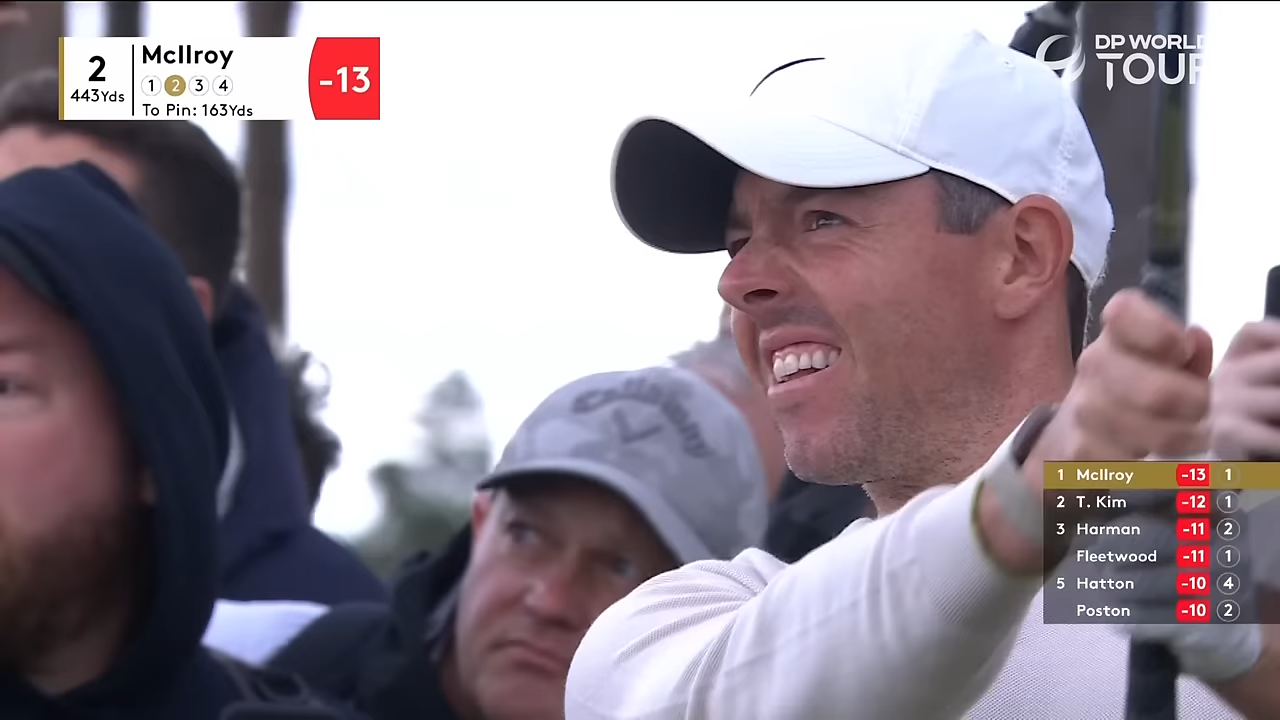 2
443Yds
McIlroy
1 2 3 4
To Pin: 163Yds
-13
DP WORLD
TOUR
Callaway
1 McIlroy -13 1
2 T. Kim -12 1
3 Harman -11 2
Fleetwood -11 1
5 Hatton -10 4
Poston -10 2